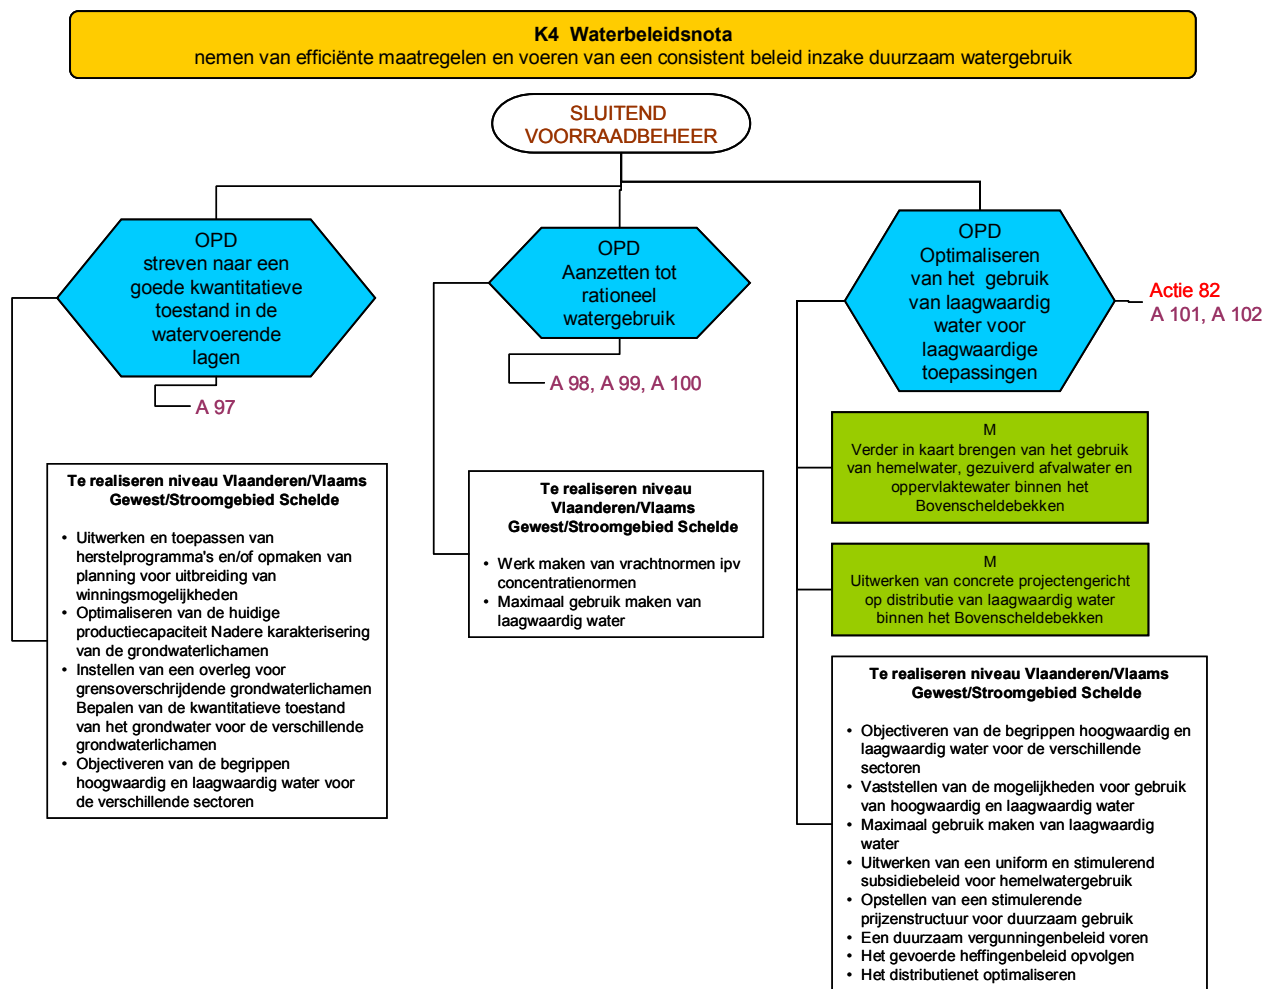 K4 Waterbeleidsnota
nemen van efficiënte maatregelen en voeren van een consistent beleid inzake duurzaam watergebruik
SLUITEND
VOORRAADBEHEER
OPD
streven naar een
goede kwantitatieve
toestand in de
watervoerende
lagen
A 97
Te realiseren niveau Vlaanderen/Vlaams
Gewest/Stroomgebied Schelde
• Uitwerken en toepassen van
herstelprogramma's en/of opmaken van
planning voor uitbreiding van
winningsmogelijkheden
• Optimaliseren van de huidige
productiecapaciteit Nadere karakterisering
van de grondwaterlichamen
• Instellen van een overleg voor
grensoverschrijdende grondwaterlichamen
Bepalen van de kwantitatieve toestand
van het grondwater voor de verschillende
grondwaterlichamen
• Objectiveren van de begrippen
hoogwaardig en laagwaardig water voor
de verschillende sectoren
OPD
Aanzetten tot
rationeel
watergebruik
A 98, A 99, A 100
Te realiseren niveau
Vlaanderen/Vlaams
Gewest/Stroomgebied Schelde
• Werk maken van vrachtnormen ipv
concentratienormen
• Maximaal gebruik maken van
laagwaardig water
OPD
Optimaliseren
van het gebruik
van laagwaardig
water voor
laagwaardige
toepassingen
Actie 82
A 101, A 102
M
Verder in kaart brengen van het gebruik
van hemelwater, gezuiverd afvalwater en
oppervlaktewater binnen het
Bovenscheldebekken
M
Uitwerken van concrete projectengericht
op distributie van laagwaardig water
binnen het Bovenscheldebekken
Te realiseren niveau Vlaanderen/Vlaams
Gewest/Stroomgebied Schelde
• Objectiveren van de begrippen hoogwaardig en
laagwaardig water voor de verschillende
sectoren
• Vaststellen van de mogelijkheden voor gebruik
van hoogwaardig en laagwaardig water
• Maximaal gebruik maken van laagwaardig
water
• Uitwerken van een uniform en stimulerend
subsidiebeleid voor hemelwatergebruik
• Opstellen van een stimulerende
prijzenstructuur voor duurzaam gebruik
• Een duurzaam vergunningenbeleid voren
• Het gevoerde heffingenbeleid opvolgen
• Het distributienet optimaliseren